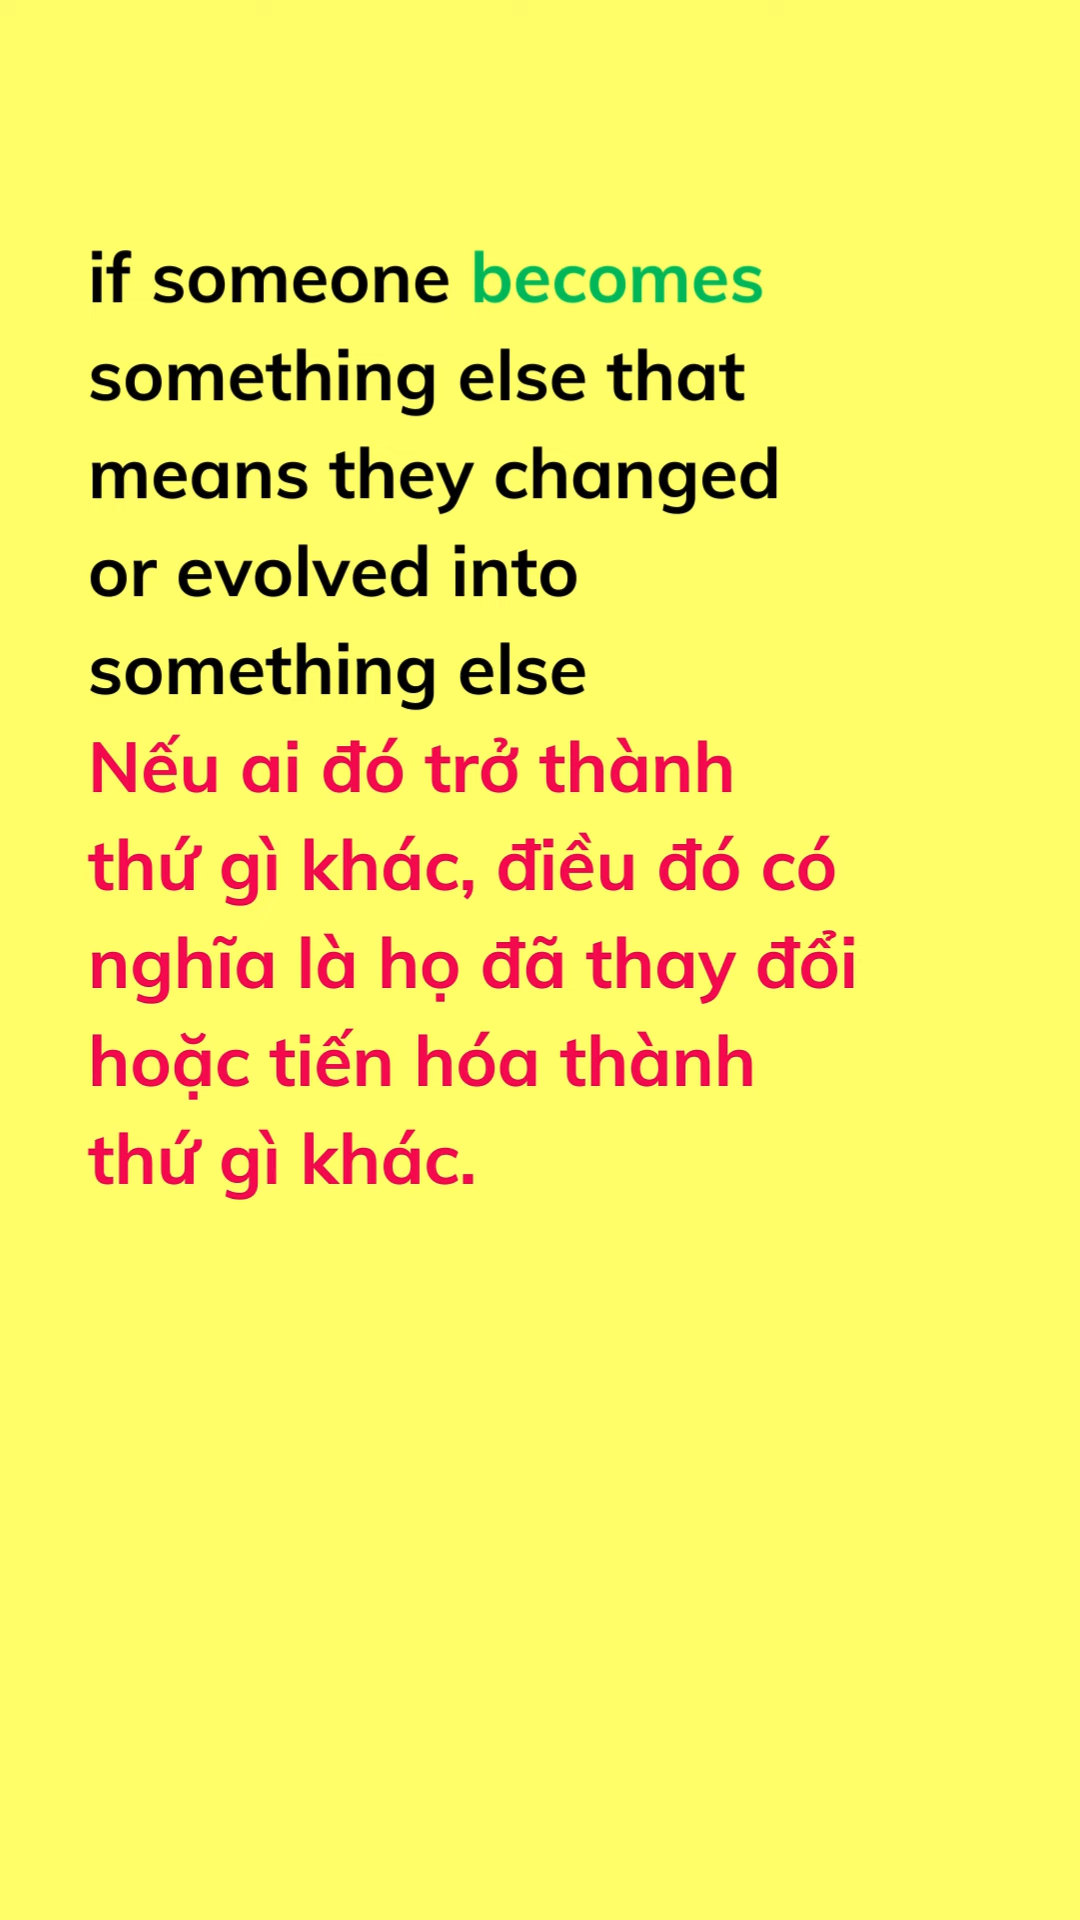 if someone becomes
something else that
means they changed
or evolved into
something else
Nếu ai đó trở thành
thứ gì khác, điều đó có
nghĩa là họ đã thay đổi
hoặc tiến hóa thành
thứ gì khác.